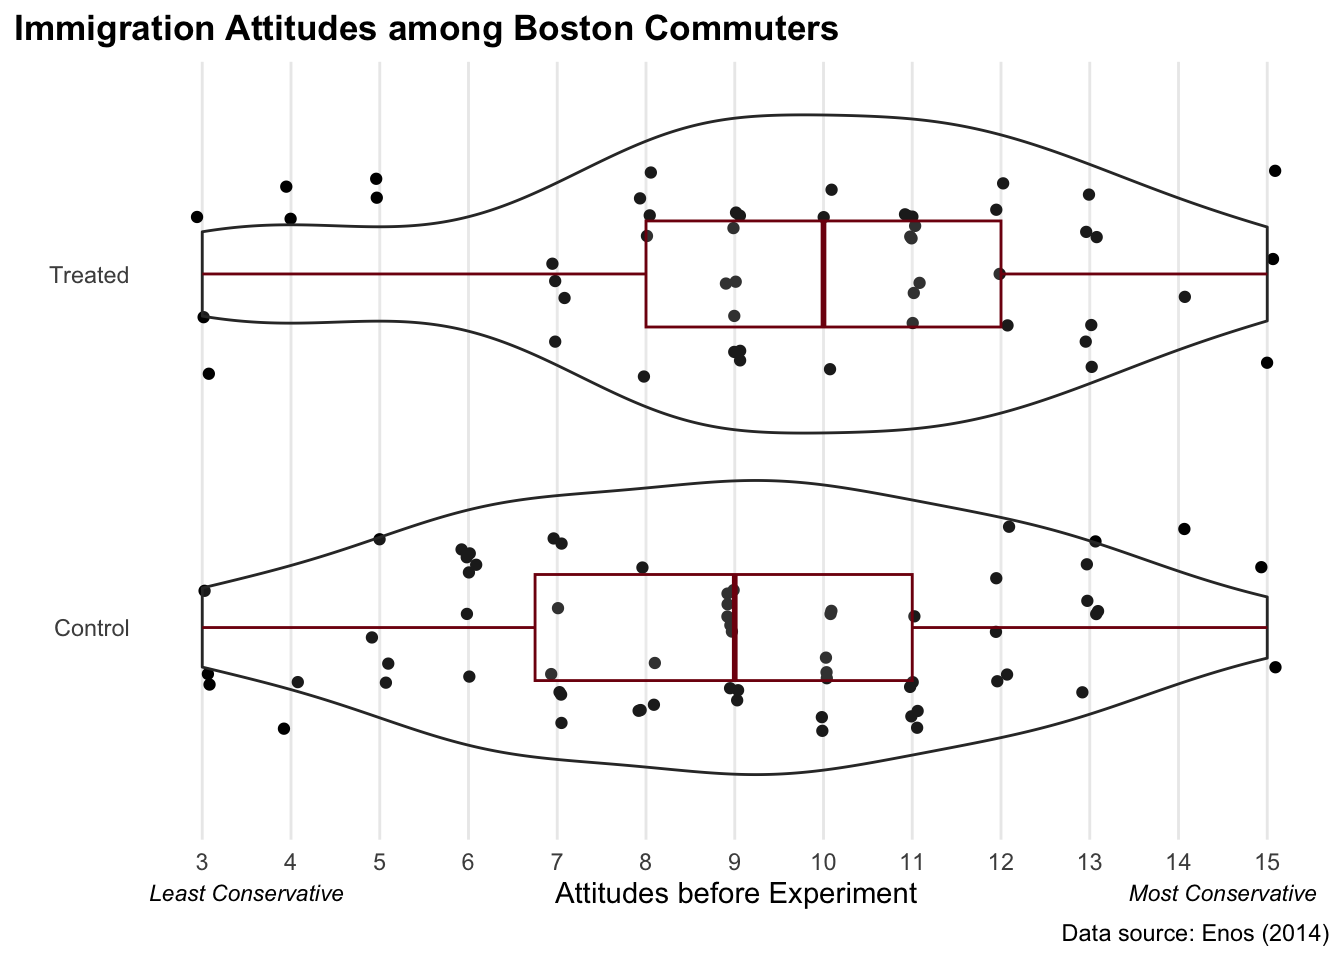 Immigration Attitudes among Boston Commuters
Treated
Control
3 4 5 6 7 8 9 10 11 12 13 14 15
Least Conservative Attitudes before Experiment Most Conservative
Data source: Enos (2014)